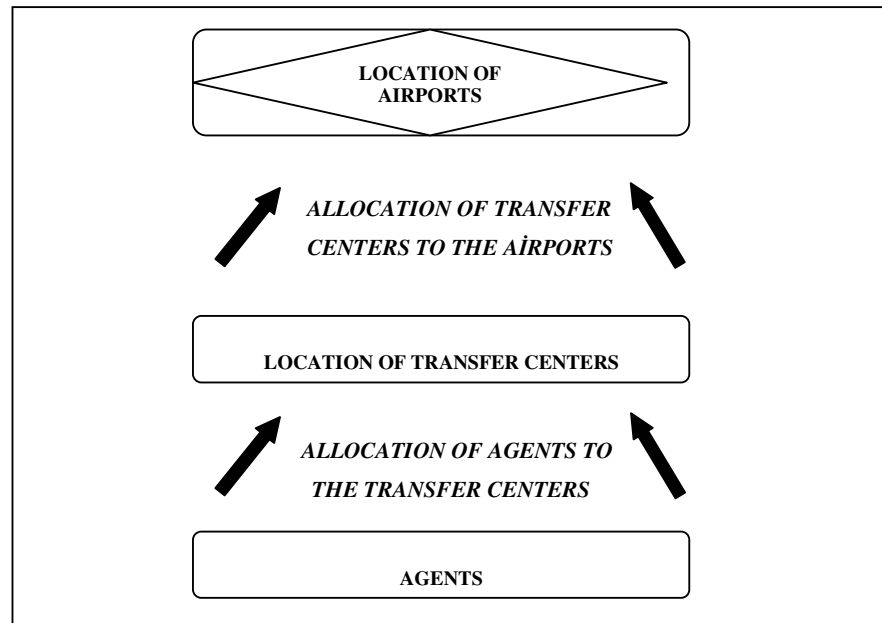 LOCATION OF
AIRPORTS
ALLOCATION OF TRANSFER
CENTERS TO THE AİRPORTS
LOCATION OF TRANSFER CENTERS
ALLOCATION OF AGENTS TO
THE TRANSFER CENTERS
AGENTS